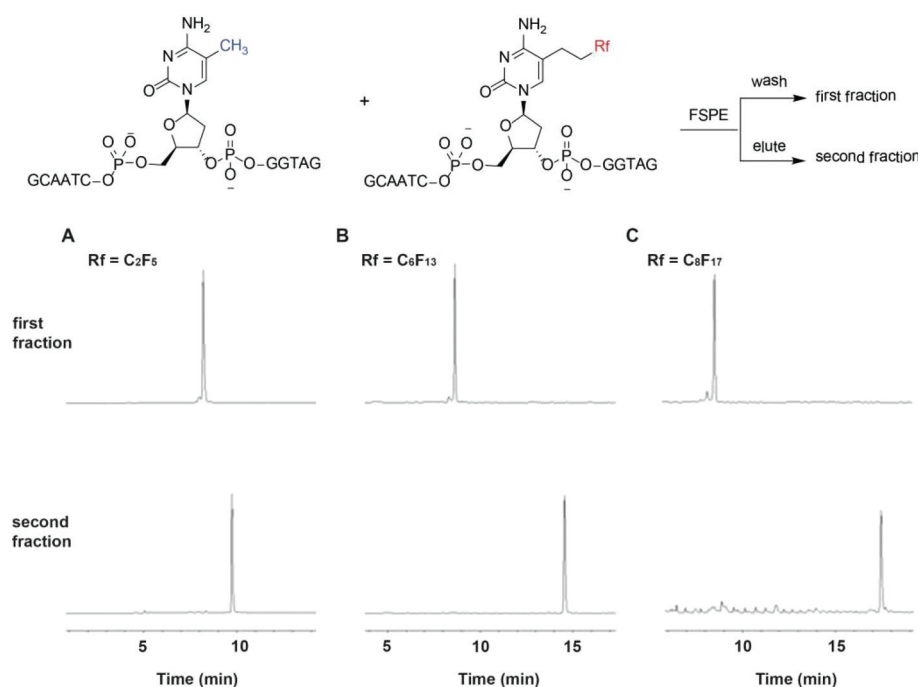 NH₂
CH₃
N
O
N
O
O
O⁻
P
O
O
P
O
O⁻
GCAATC
O
GGTAG
+
NH₂
Rf
N
O
N
O
O
O⁻
P
O
O
P
O
O⁻
GCAATC
O
GGTAG
FSPE
wash
first fraction
elute
second fraction
A
B
C
Rf = C₂F₅
Rf = C₆F₁₃
Rf = C₈F₁₇
first
fraction
second
fraction
5 10
5 10 15
10 15
Time (min) Time (min) Time (min)